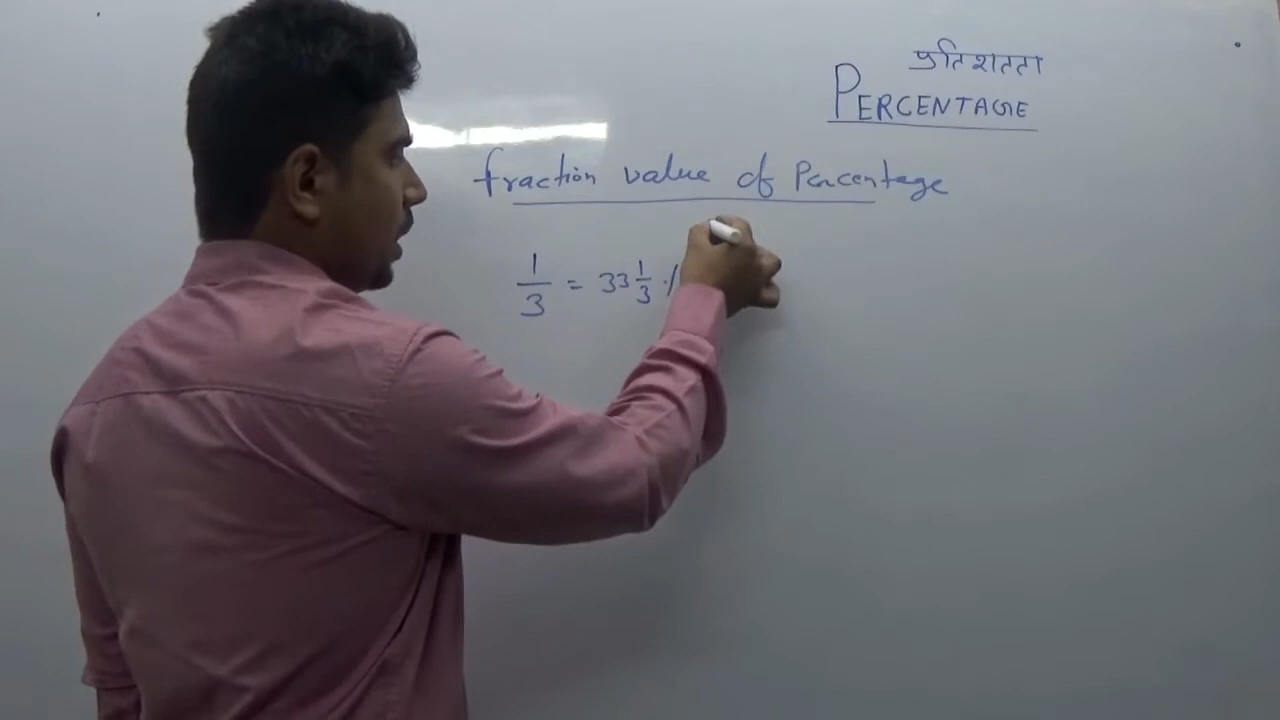 प्रतिशतता
PERCENTAGE
fraction value of Percentage
1/3 = 33 1/3 %